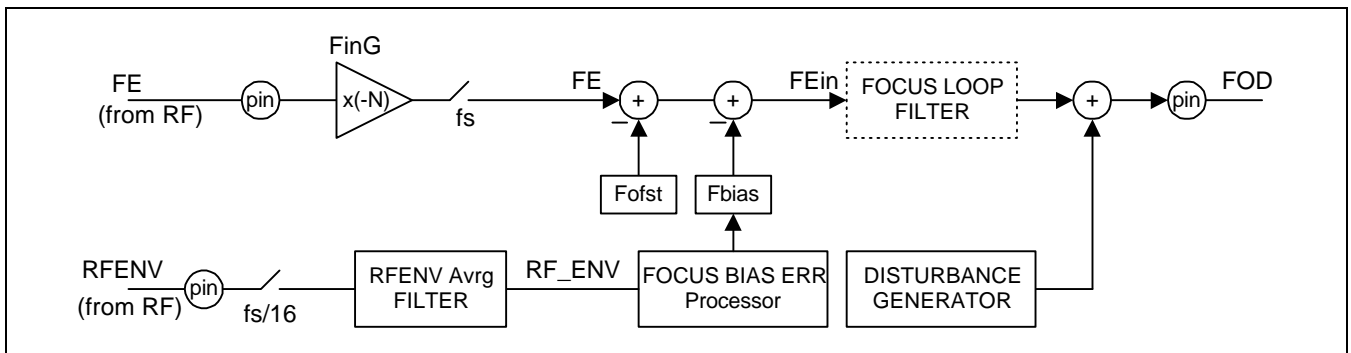 FinG
FE
(from RF)
pin
x(-N)
fs
FE
+
−
+
−
FEin
FOCUS LOOP
FILTER
+
pin
FOD
Fofst
Fbias
RFENV
(from RF)
pin
fs/16
RFENV Avrg
FILTER
RF_ENV
FOCUS BIAS ERR
Processor
DISTURBANCE
GENERATOR